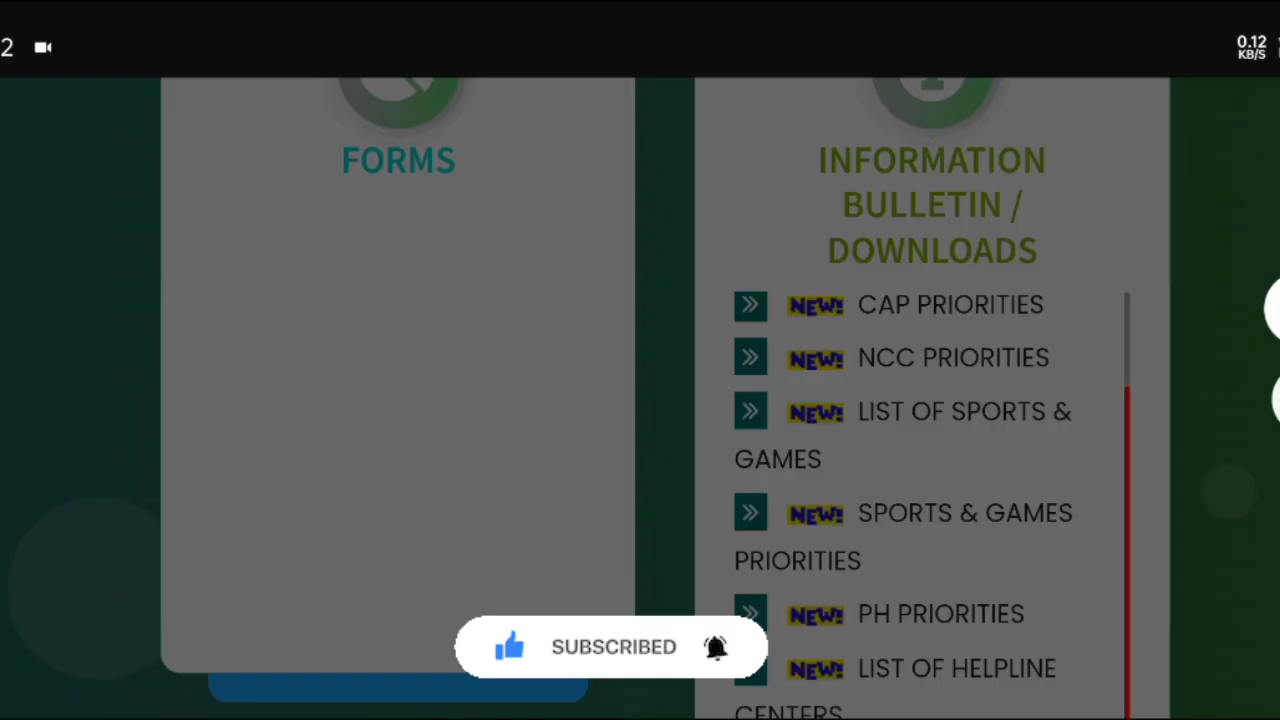 2
0.12
KB/S
FORMS
INFORMATION
BULLETIN /
DOWNLOADS
NEW! CAP PRIORITIES
NEW! NCC PRIORITIES
NEW! LIST OF SPORTS &
GAMES
NEW! SPORTS & GAMES
PRIORITIES
NEW! PH PRIORITIES
NEW! LIST OF HELPLINE
CENTERS
SUBSCRIBED